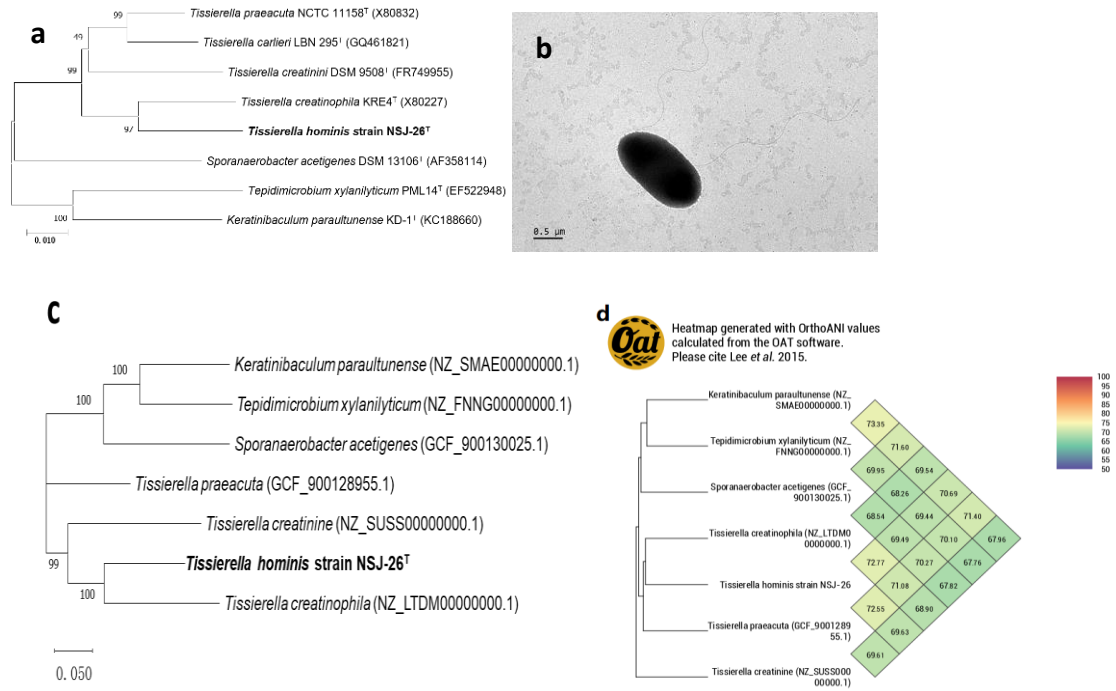 a
99
Tissierella praeacuta NCTC 11158ᵀ (X80832)
49
Tissierella carlieri LBN 295ᵀ (GQ461821)
99
Tissierella creatinini DSM 9508ᵀ (FR749955)
Tissierella creatinophila KRE4ᵀ (X80227)
97
Tissierella hominis strain NSJ-26ᵀ
Sporanaerobacter acetigenes DSM 13106ᵀ (AF358114)
Tepidimicrobium xylanilyticum PML14ᵀ (EF522948)
100
Keratinibaculum paraultunense KD-1ᵀ (KC188660)
0.010
b
0.5 µm
c
100
Keratinibaculum paraultunense (NZ_SMAE00000000.1)
100
Tepidimicrobium xylanilyticum (NZ_FNNG00000000.1)
Sporanaerobacter acetigenes (GCF_900130025.1)
Tissierella praeacuta (GCF_900128955.1)
Tissierella creatinine (NZ_SUSS00000000.1)
99
Tissierella hominis strain NSJ-26ᵀ
100
Tissierella creatinophila (NZ_LTDM00000000.1)
0.050
d
Oat
Heatmap generated with OrthoANI values
calculated from the OAT software.
Please cite Lee et al. 2015.
Keratinibaculum paraultunense (NZ_
SMAE00000000.1)
Tepidimicrobium xylanilyticum (NZ_
FNNG00000000.1)
Sporanaerobacter acetigenes (GCF_
900130025.1)
Tissierella creatinophila (NZ_LTDM0
0000000.1)
Tissierella hominis strain NSJ-26
Tissierella praeacuta (GCF_9001289
55.1)
Tissierella creatinine (NZ_SUSS000
00000.1)
73.35
71.60
69.95 69.54
68.26 70.69
68.54 69.44 71.40
69.49 70.10 67.96
72.77 70.27 67.76
71.08 67.82
72.55 68.90
69.63
69.61
100
95
90
85
80
75
70
65
60
55
50